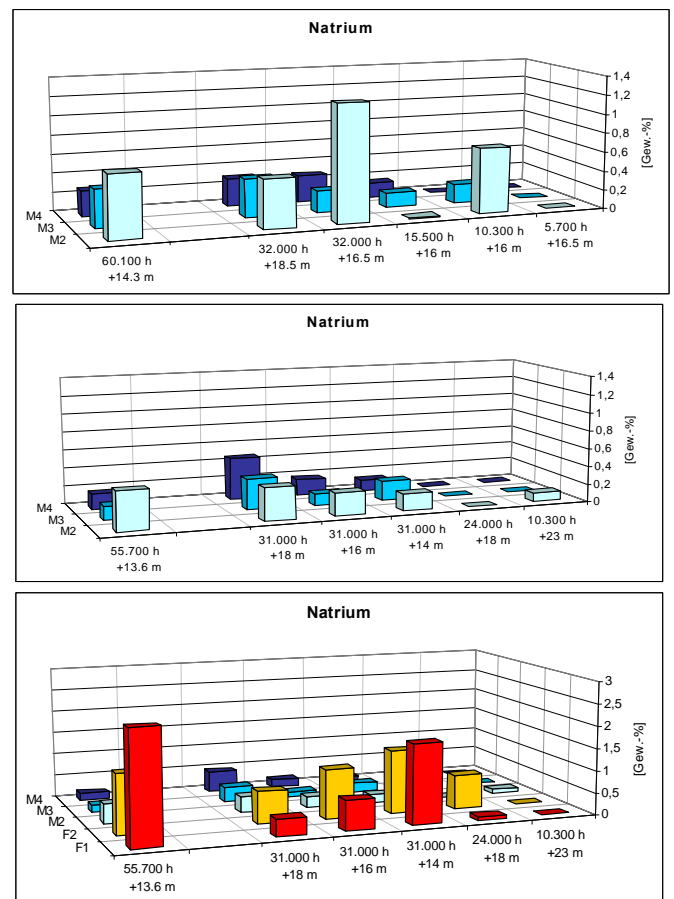 Natrium
1,4
1,2
1
0,8
0,6
0,4
0,2
0
[Gew.-%]
M4
M3
M2
60.100 h
+14.3 m
32.000 h
+18.5 m
32.000 h
+16.5 m
15.500 h
+16 m
10.300 h
+16 m
5.700 h
+16.5 m
Natrium
1,4
1,2
1
0,8
0,6
0,4
0,2
0
[Gew.-%]
M4
M3
M2
55.700 h
+13.6 m
31.000 h
+18 m
31.000 h
+16 m
31.000 h
+14 m
24.000 h
+18 m
10.300 h
+23 m
Natrium
3
2,5
2
1,5
1
0,5
0
[Gew.-%]
M4
M3
M2
F2
F1
55.700 h
+13.6 m
31.000 h
+18 m
31.000 h
+16 m
31.000 h
+14 m
24.000 h
+18 m
10.300 h
+23 m